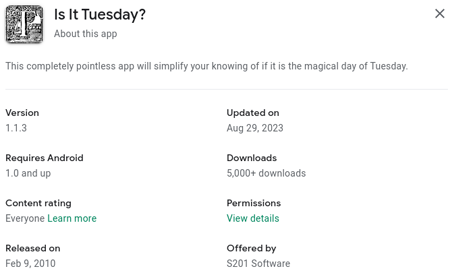 Is It Tuesday?
About this app
This completely pointless app will simplify your knowing of if it is the magical day of Tuesday.
Version
1.1.3
Updated on
Aug 29, 2023
Requires Android
1.0 and up
Downloads
5,000+ downloads
Content rating
Everyone Learn more
Permissions
View details
Released on
Feb 9, 2010
Offered by
S201 Software